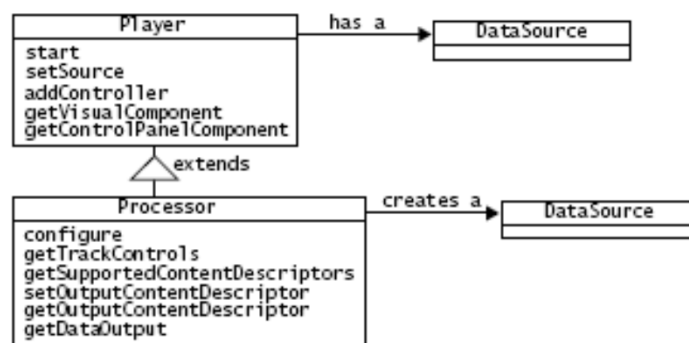 Player
has a
DataSource
start
setSource
addController
getVisualComponent
getControlPanelComponent
extends
Processor
creates a
DataSource
configure
getTrackControls
getSupportedContentDescriptors
setOutputContentDescriptor
getOutputContentDescriptor
getDataOutput